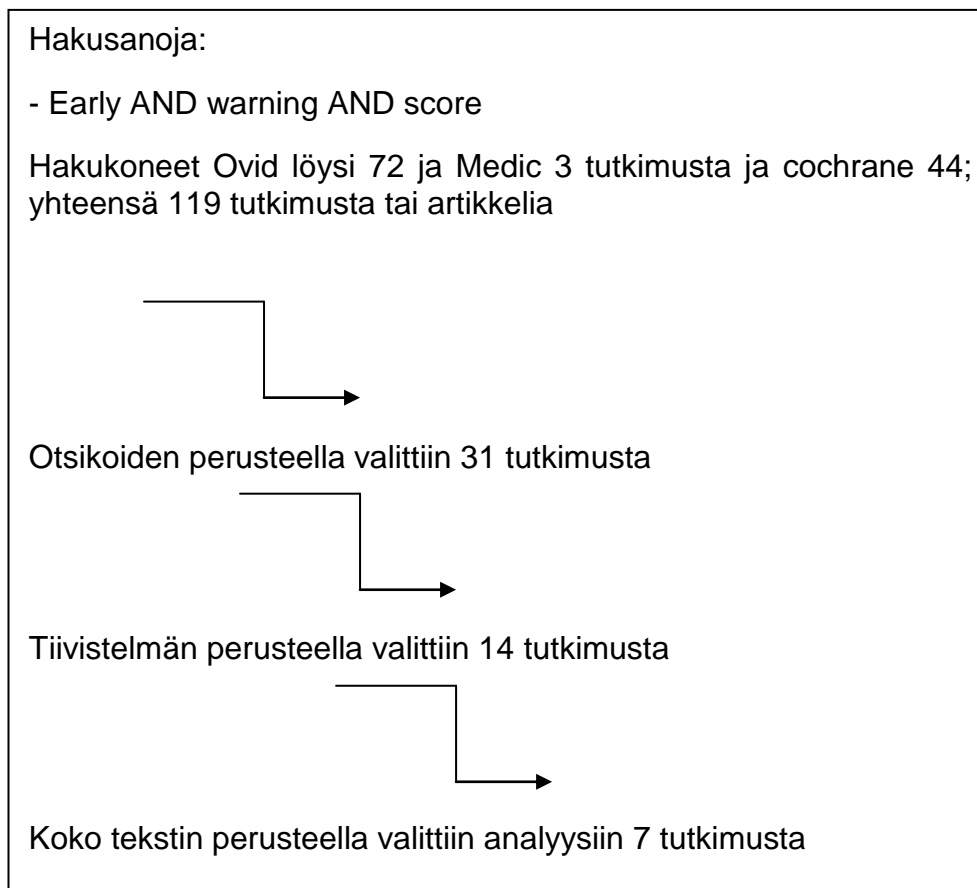 Hakusanoja:
- Early AND warning AND score
Hakukoneet Ovid löysi 72 ja Medic 3 tutkimusta ja cochrane 44;
yhteensä 119 tutkimusta tai artikkelia
Otsikoiden perusteella valittiin 31 tutkimusta
Tiivistelmän perusteella valittiin 14 tutkimusta
Koko tekstin perusteella valittiin analyysiin 7 tutkimusta